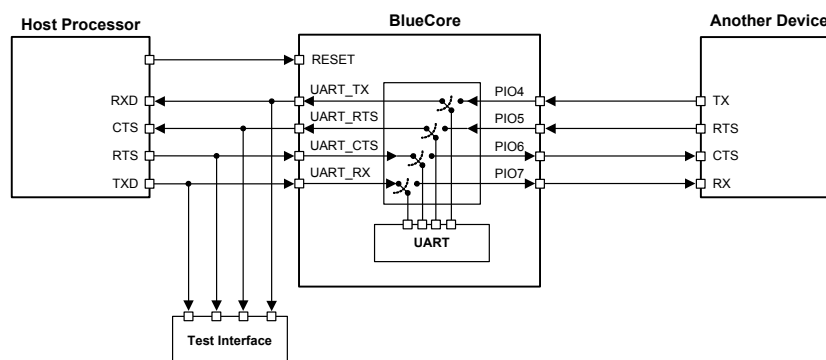 Host Processor
BlueCore
Another Device
RESET
RXD
UART_TX
PIO4
TX
CTS
UART_RTS
PIO5
RTS
RTS
UART_CTS
PIO6
CTS
TXD
UART_RX
PIO7
RX
UART
Test Interface